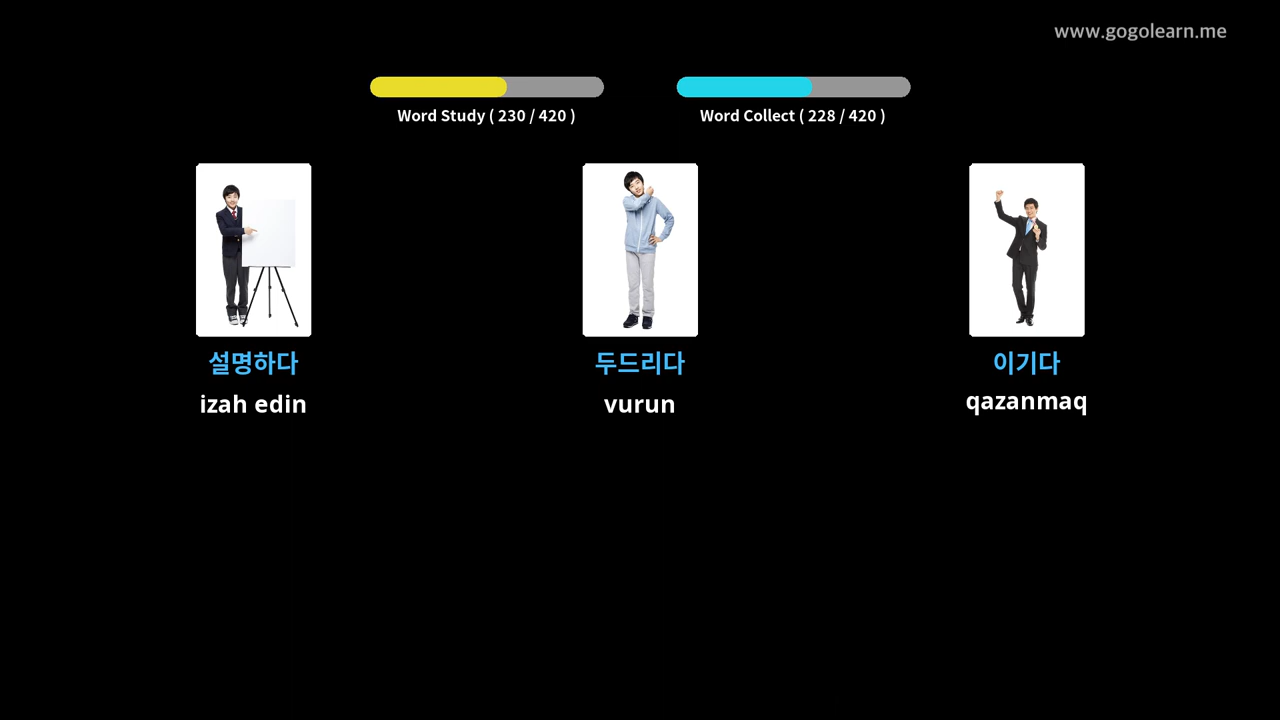 www.gogolearn.me
Word Study ( 230 / 420 )
Word Collect ( 228 / 420 )
설명하다
두드리다
이기다
izah edin
vurun
qazanmaq